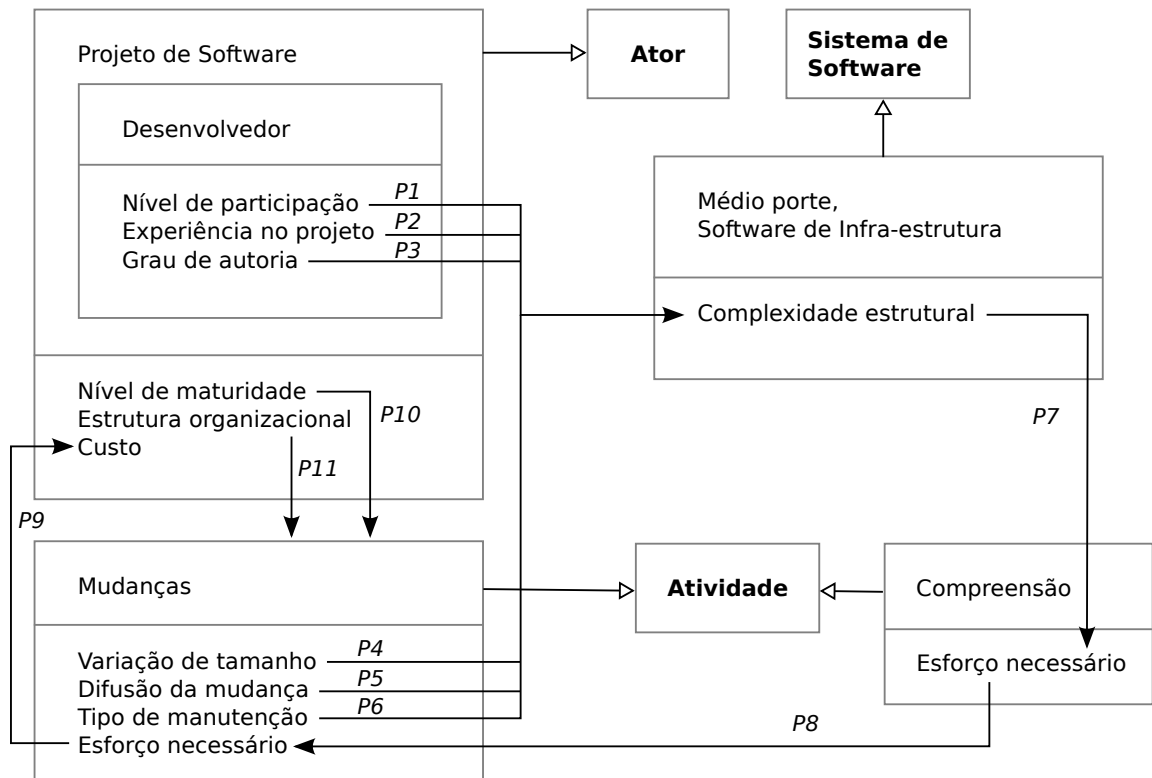 Projeto de Software
Ator
Sistema de
Software
Desenvolvedor
Nível de participação
P1
Experiência no projeto
P2
Grau de autoria
P3
Médio porte,
Software de Infra-estrutura
Complexidade estrutural
Nível de maturidade
Estrutura organizacional
Custo
P10
P11
P7
P9
Mudanças
Atividade
Compreensão
Variação de tamanho
P4
Difusão da mudança
P5
Tipo de manutenção
P6
Esforço necessário
Esforço necessário
P8